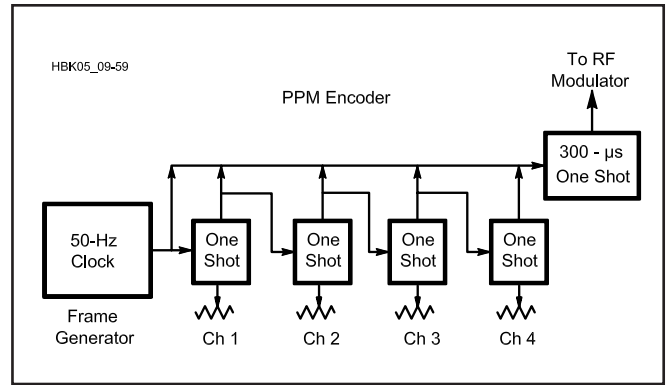 HBK05_09-59
To RF
Modulator
PPM Encoder
300 - µs
One Shot
50-Hz
Clock
One
Shot
One
Shot
One
Shot
One
Shot
Frame
Generator
Ch 1
Ch 2
Ch 3
Ch 4